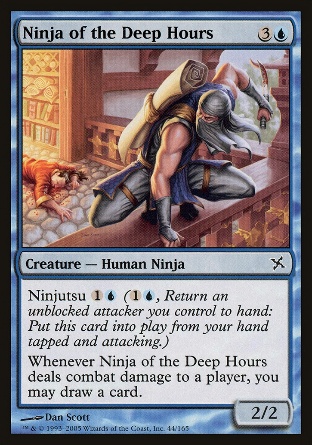 Ninja of the Deep Hours 3
Creature — Human Ninja
Ninjutsu 1 (1, Return an
unblocked attacker you control to hand:
Put this card into play from your hand
tapped and attacking.)
Whenever Ninja of the Deep Hours
deals combat damage to a player, you
may draw a card.
Dan Scott
™ & © 1993–2005 Wizards of the Coast, Inc. 44/165
2/2